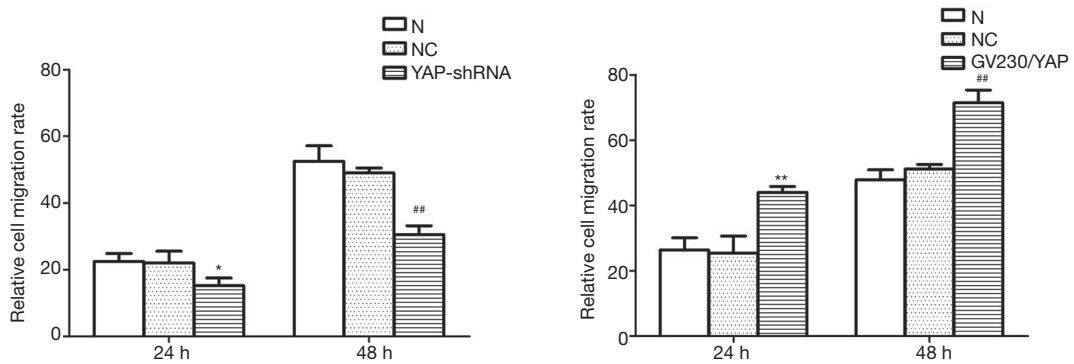 N
NC
YAP-shRNA
Relative cell migration rate
80
60
40
20
0
*
##
24 h
48 h
N
NC
GV230/YAP
Relative cell migration rate
80
60
40
20
0
**
##
24 h
48 h